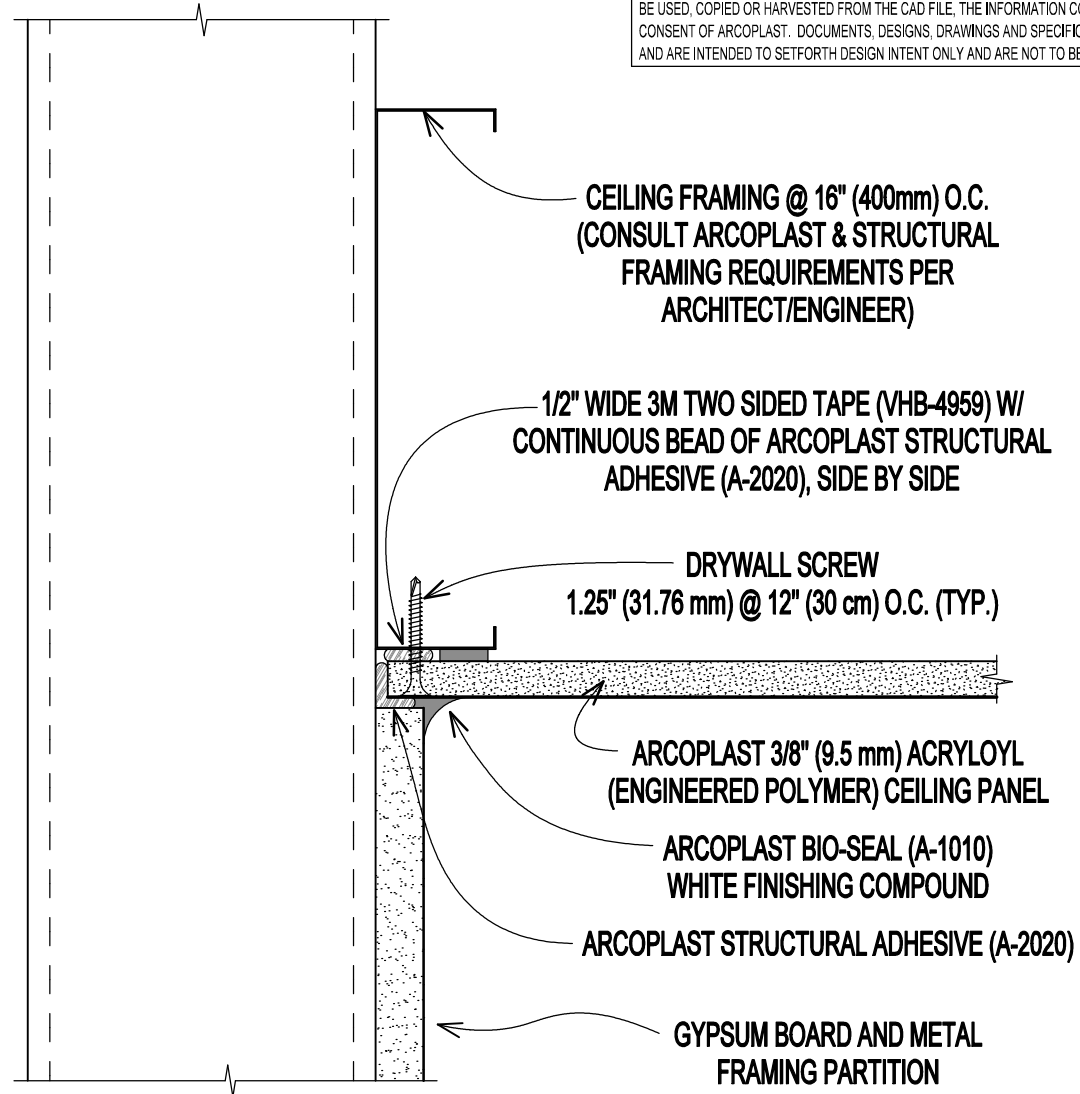 BE USED, COPIED OR HARVESTED FROM THE CAD FILE, THE INFORMATION
CONSENT OF ARCOPLAST. DOCUMENTS, DESIGNS, DRAWINGS AND
AND ARE INTENDED TO SETFORTH DESIGN INTENT ONLY AND ARE NOT TO BE
CEILING FRAMING @ 16" (400mm) O.C.
(CONSULT ARCOPLAST & STRUCTURAL
FRAMING REQUIREMENTS PER
ARCHITECT/ENGINEER)
1/2" WIDE 3M TWO SIDED TAPE (VHB-4959) W/
CONTINUOUS BEAD OF ARCOPLAST STRUCTURAL
ADHESIVE (A-2020), SIDE BY SIDE
DRYWALL SCREW
1.25" (31.76 mm) @ 12" (30 cm) O.C. (TYP.)
ARCOPLAST 3/8" (9.5 mm) ACRYLOYL
(ENGINEERED POLYMER) CEILING PANEL
ARCOPLAST BIO-SEAL (A-1010)
WHITE FINISHING COMPOUND
ARCOPLAST STRUCTURAL ADHESIVE (A-2020)
GYPSUM BOARD AND METAL
FRAMING PARTITION